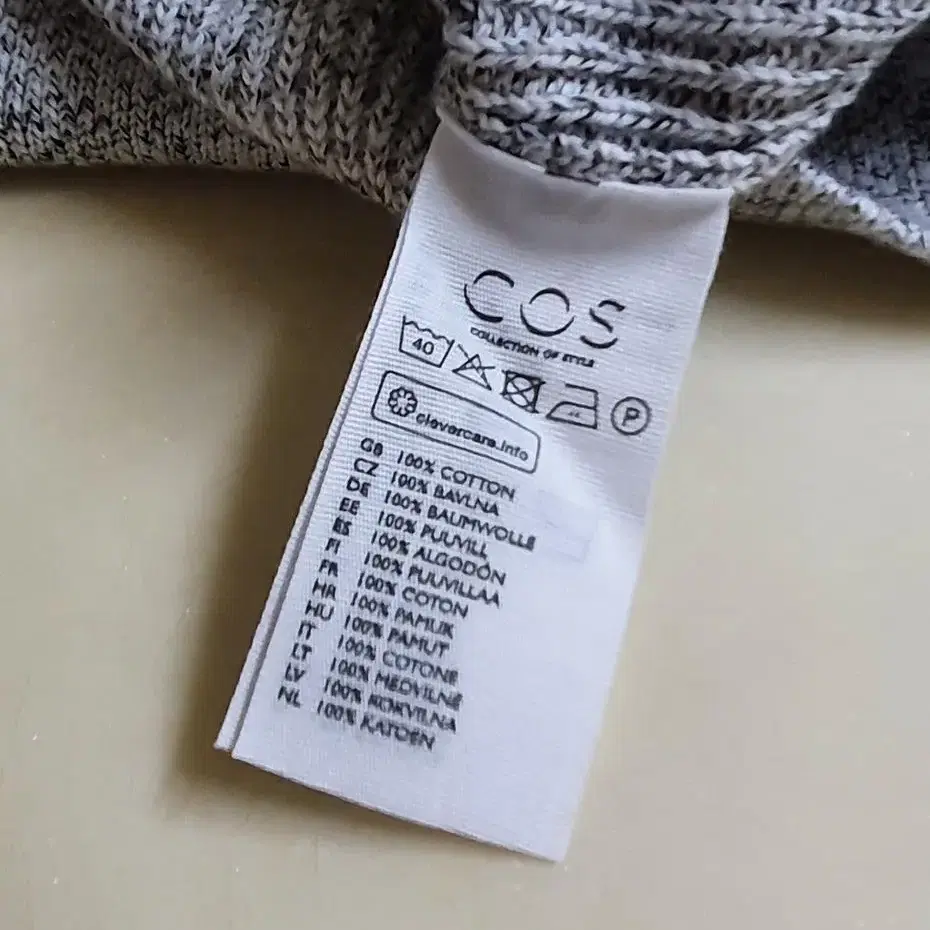 COS
COLLECTION OF STYLE
40
P
clevercare.info
GB 100% COTTON
CZ 100% BAVLNA
DE 100% BAUMWOLLE
EE 100% PUUVILL
ES 100% ALGODÓN
FI 100% PUUVILLAA
FR 100% COTON
HR 100% PAMUK
HU 100% PAMUT
IT 100% COTONE
LT 100% MEDVILNĖ
LV 100% KOKVILNA
NL 100% KATOEN